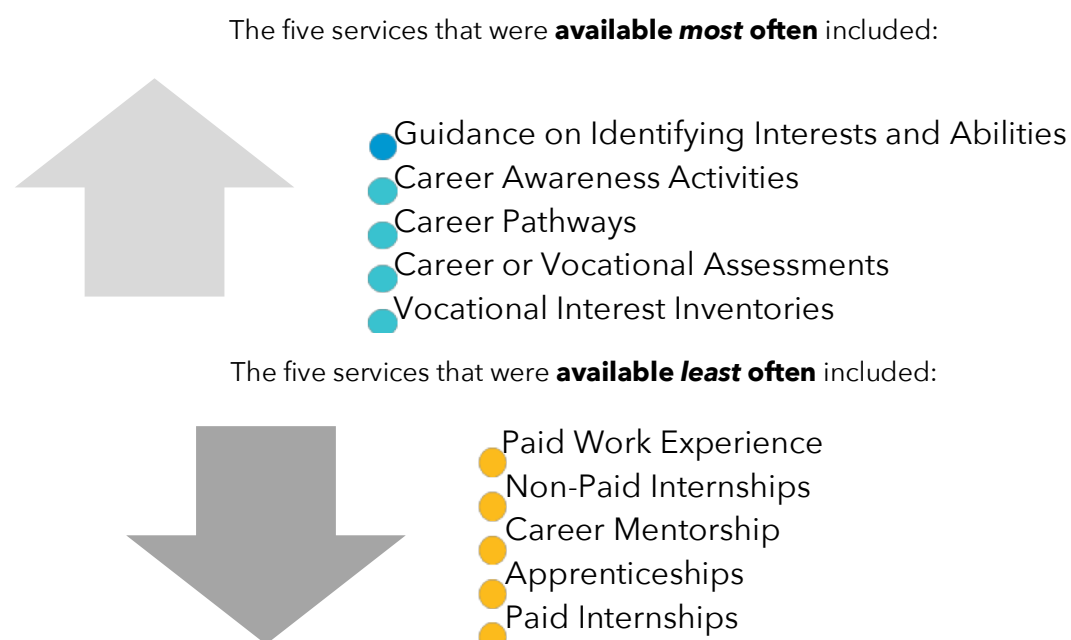 The five services that were available most often included:
Guidance on Identifying Interests and Abilities
Career Awareness Activities
Career Pathways
Career or Vocational Assessments
Vocational Interest Inventories
The five services that were available least often included:
Paid Work Experience
Non-Paid Internships
Career Mentorship
Apprenticeships
Paid Internships